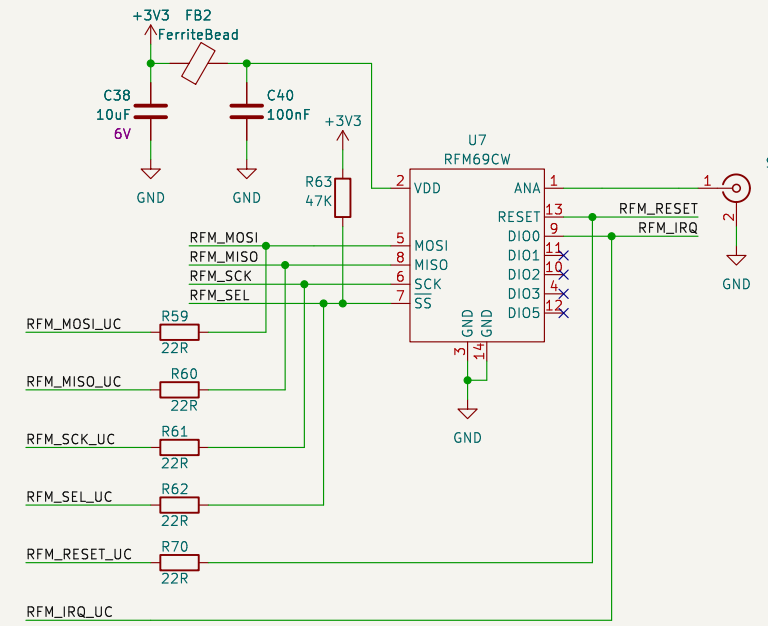 +3V3 FB2
FerriteBead
C38
10uF
6V
C40
100nF
GND
GND
+3V3
R63
47K
U7
RFM69CW
2 VDD
5 MOSI
8 MISO
6 SCK
7 SS
ANA 1
RESET 13
DIO0 9
DIO1 11
DIO2 10
DIO3 4
DIO5 12
GND 3
GND 14
GND
1
2
GND
RFM_RESET
RFM_IRQ
RFM_MOSI
RFM_MISO
RFM_SCK
RFM_SEL
RFM_MOSI_UC
R59
22R
RFM_MISO_UC
R60
22R
RFM_SCK_UC
R61
22R
RFM_SEL_UC
R62
22R
RFM_RESET_UC
R70
22R
RFM_IRQ_UC